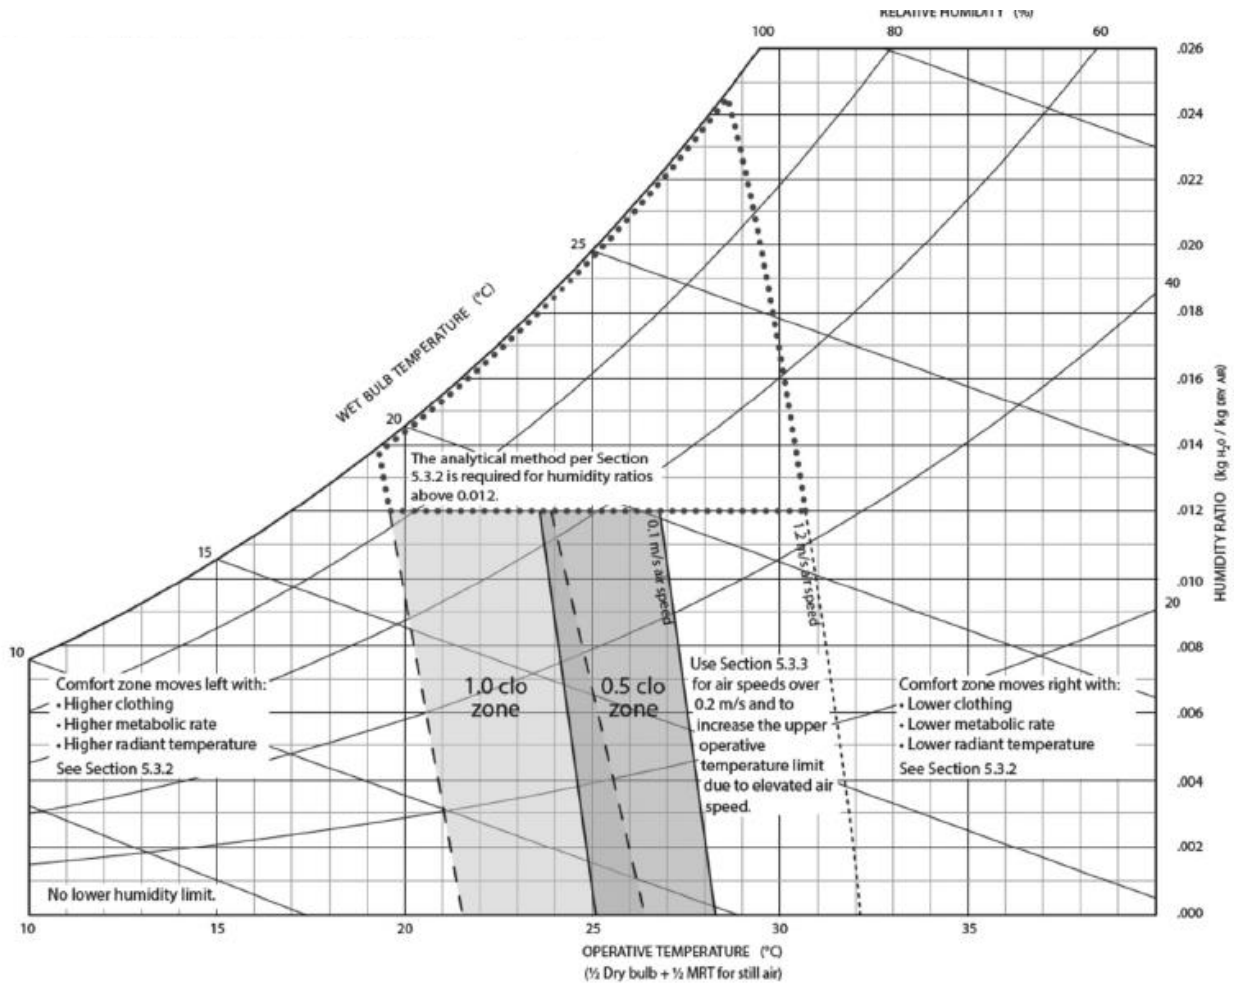 RELATIVE HUMIDITY (%)
100
80
60
.026
.024
.022
25
.020
40
WET BULB TEMPERATURE (°C)
.018
.016
20
.014
The analytical method per Section
5.3.2 is required for humidity ratios
above 0.012.
.012
HUMIDITY RATIO (kg H₂O / kg DRY AIR)
0.1 m/s air speed
1.2 m/s air speed
15
.010
20
10
.008
Comfort zone moves left with:
• Higher clothing
• Higher metabolic rate
• Higher radiant temperature
See Section 5.3.2
1.0 clo
zone
0.5 clo
zone
Use Section 5.3.3
for air speeds over
0.2 m/s and to
increase the upper
operative
temperature limit
due to elevated air
speed.
Comfort zone moves right with:
• Lower clothing
• Lower metabolic rate
• Lower radiant temperature
See Section 5.3.2
.006
.004
.002
No lower humidity limit.
.000
10
15
20
25
30
35
OPERATIVE TEMPERATURE (°C)
(½ Dry bulb + ½ MRT for still air)